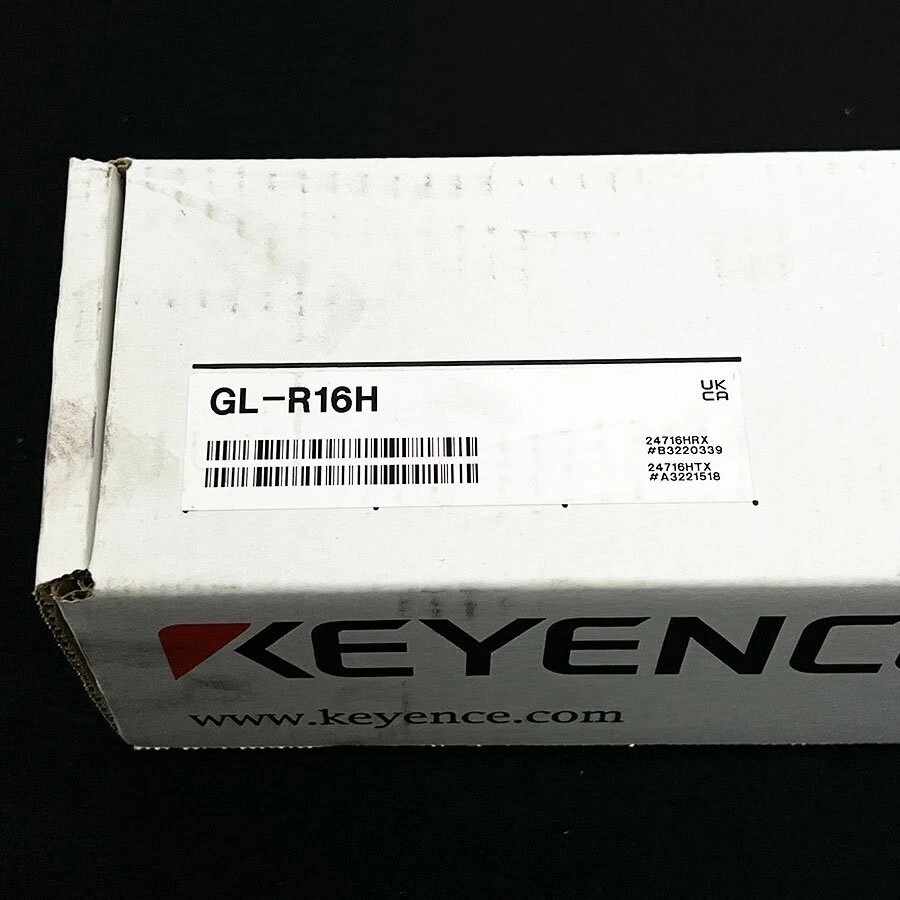 GL-R16H
UK
CA
24716HRX
#B3220339
24716HTX
#A3221518
KEYENC
www.keyence.com